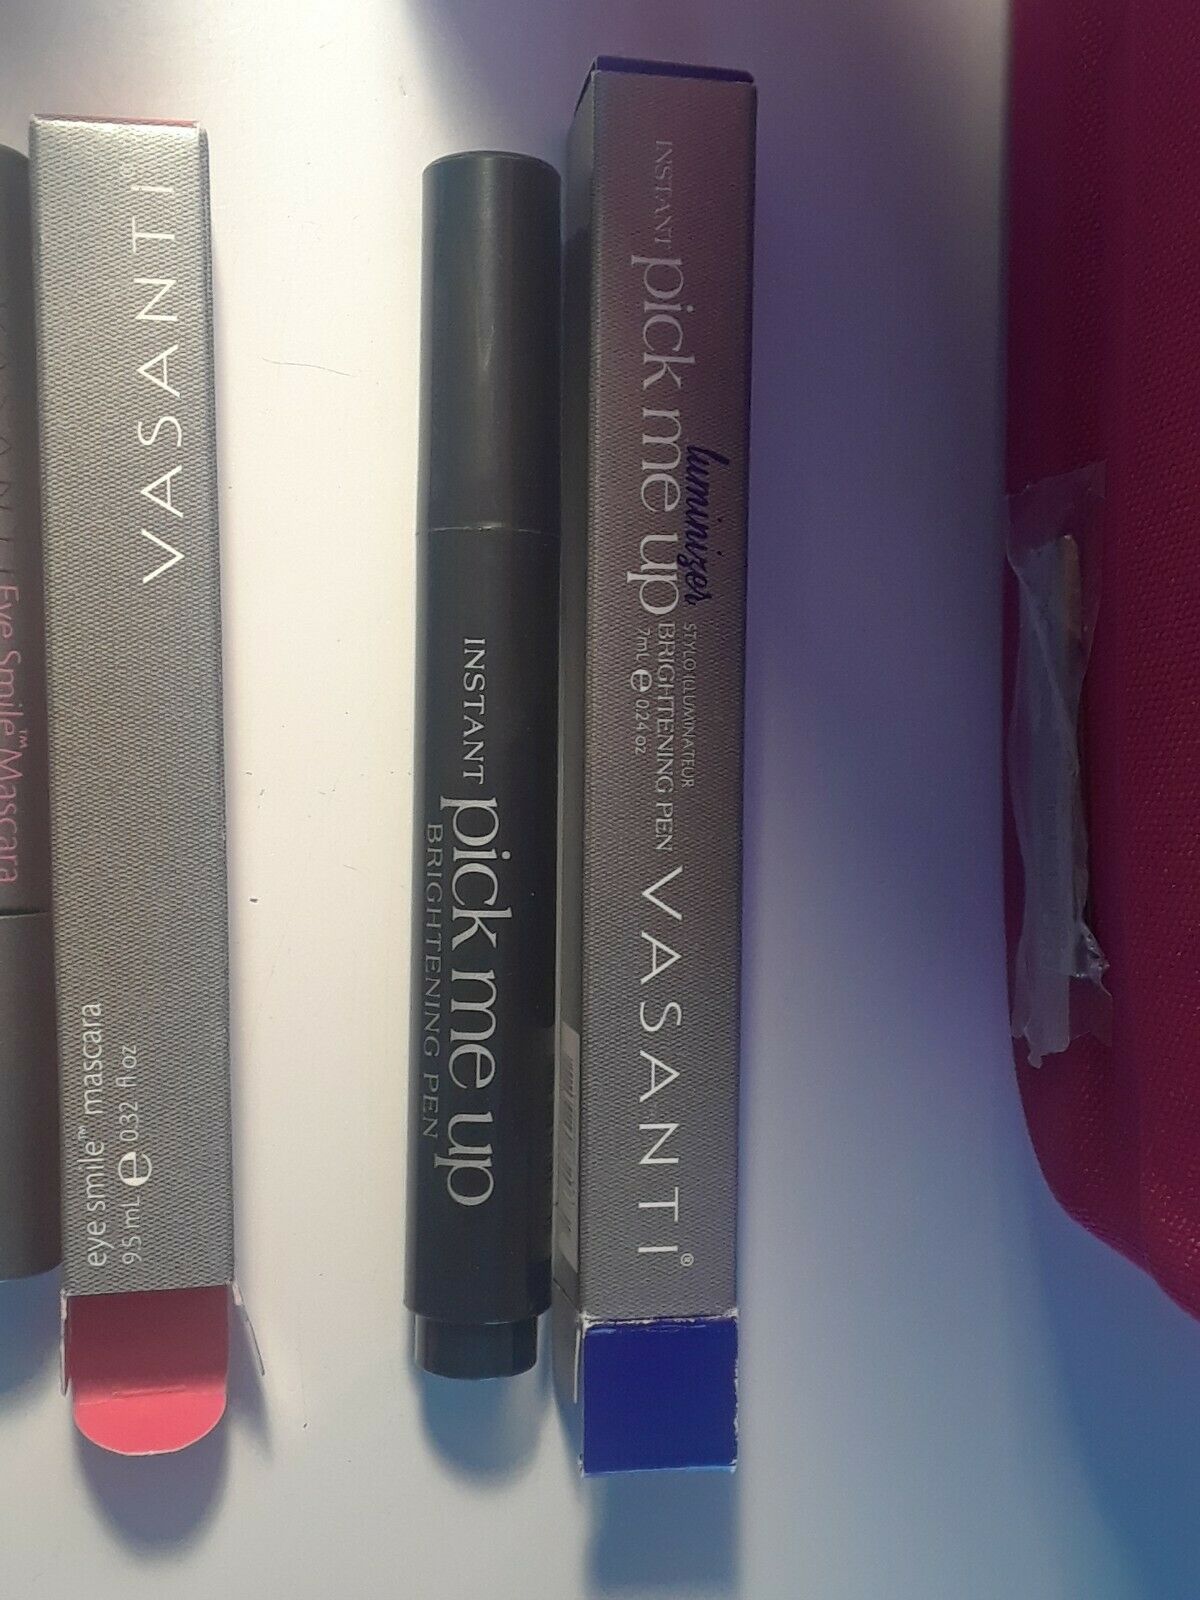 Eye Smile™ Mascara
VASANTI
eye smile™ mascara
9.5 mL e 0.32 fl oz
INSTANT pick me up
BRIGHTENING PEN
INSTANT pick me up
luminizer
STYLO ILLUMINATEUR
BRIGHTENING PEN
7mL e 0.24 oz
VASANTI®